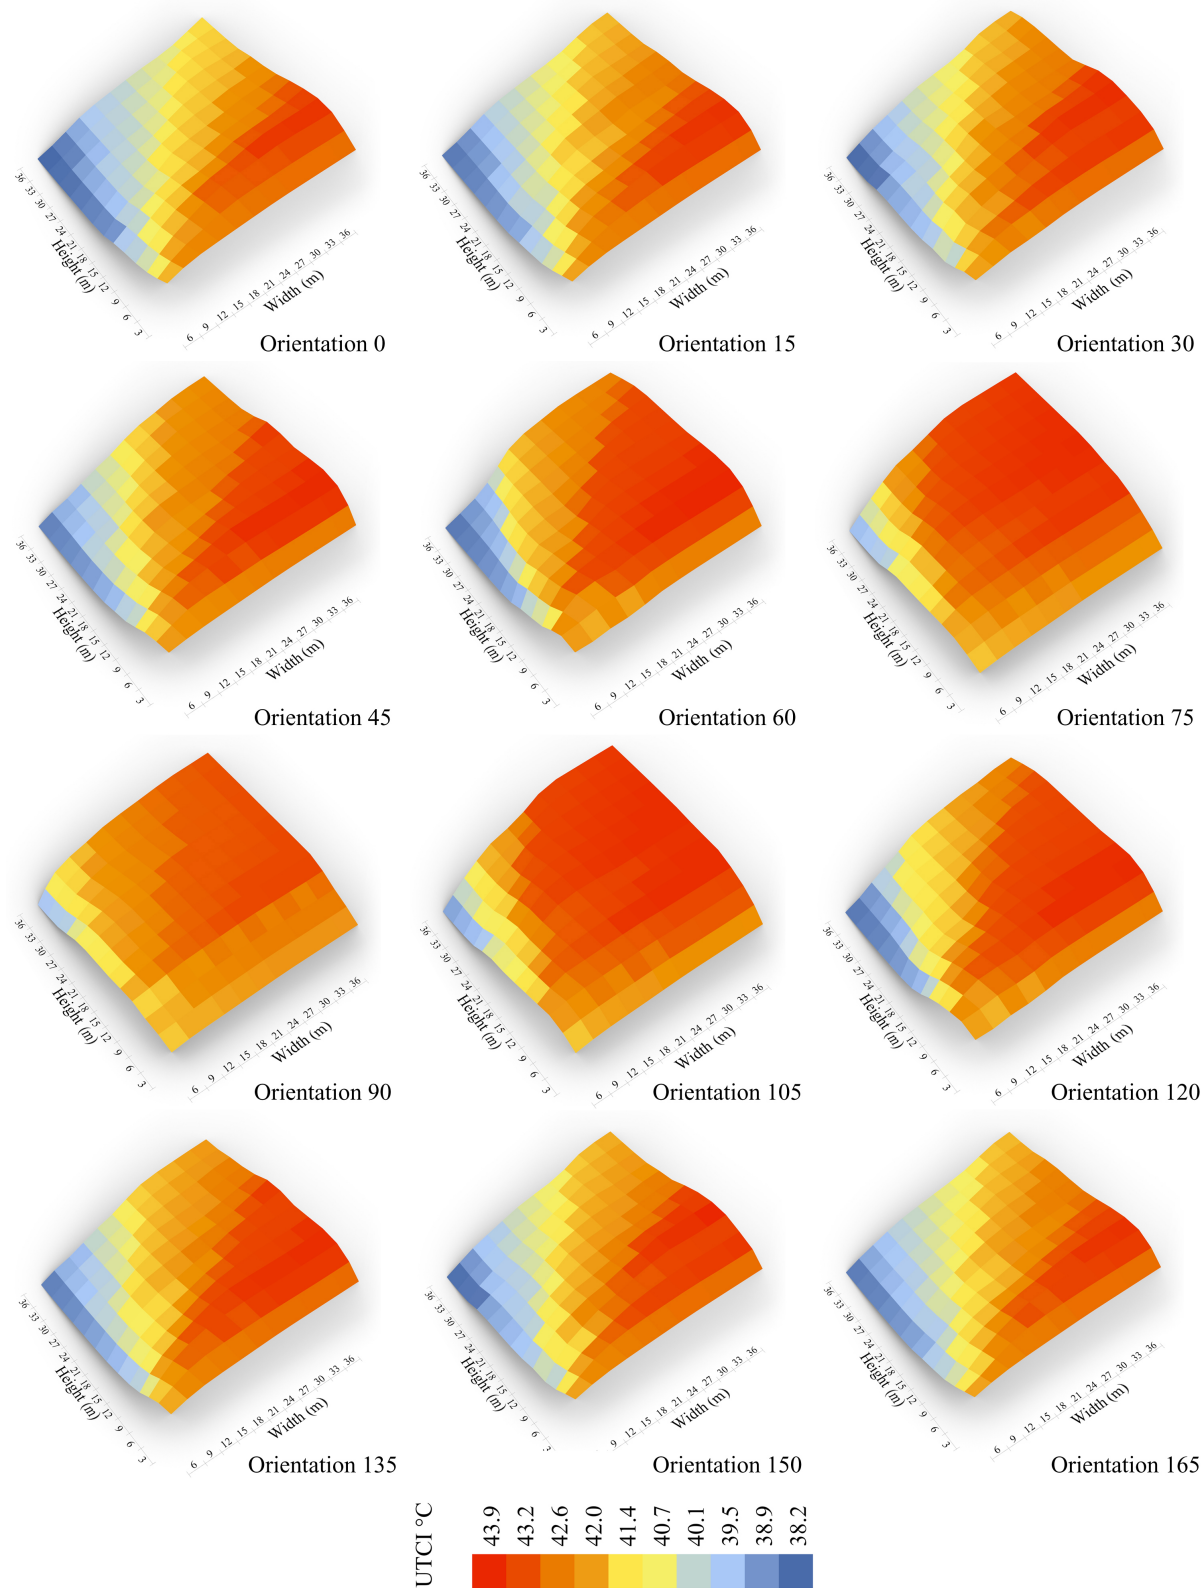 36 33 30 27 24 21 18 15 12 9 6 3
Height (m)
6 9 12 15 18 21 24 27 30 33 36
Width (m)
Orientation 0
36 33 30 27 24 21 18 15 12 9 6 3
Height (m)
6 9 12 15 18 21 24 27 30 33 36
Width (m)
Orientation 15
36 33 30 27 24 21 18 15 12 9 6 3
Height (m)
6 9 12 15 18 21 24 27 30 33 36
Width (m)
Orientation 30
36 33 30 27 24 21 18 15 12 9 6 3
Height (m)
6 9 12 15 18 21 24 27 30 33 36
Width (m)
Orientation 45
36 33 30 27 24 21 18 15 12 9 6 3
Height (m)
6 9 12 15 18 21 24 27 30 33 36
Width (m)
Orientation 60
36 33 30 27 24 21 18 15 12 9 6 3
Height (m)
6 9 12 15 18 21 24 27 30 33 36
Width (m)
Orientation 75
36 33 30 27 24 21 18 15 12 9 6 3
Height (m)
6 9 12 15 18 21 24 27 30 33 36
Width (m)
Orientation 90
36 33 30 27 24 21 18 15 12 9 6 3
Height (m)
6 9 12 15 18 21 24 27 30 33 36
Width (m)
Orientation 105
36 33 30 27 24 21 18 15 12 9 6 3
Height (m)
6 9 12 15 18 21 24 27 30 33 36
Width (m)
Orientation 120
36 33 30 27 24 21 18 15 12 9 6 3
Height (m)
6 9 12 15 18 21 24 27 30 33 36
Width (m)
Orientation 135
36 33 30 27 24 21 18 15 12 9 6 3
Height (m)
6 9 12 15 18 21 24 27 30 33 36
Width (m)
Orientation 150
36 33 30 27 24 21 18 15 12 9 6 3
Height (m)
6 9 12 15 18 21 24 27 30 33 36
Width (m)
Orientation 165
UTCI °C
43.9 43.2 42.6 42.0 41.4 40.7 40.1 39.5 38.9 38.2